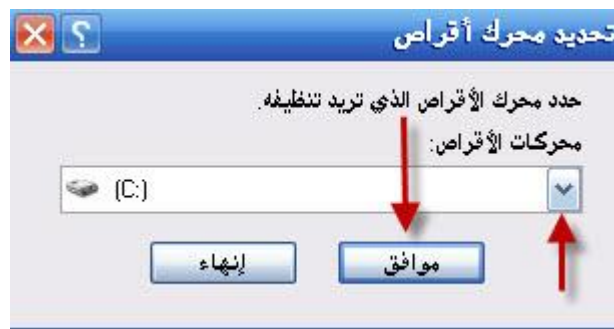 تحديد محرك أقراص
حدد محرك الأقراص الذي تريد تنظيفه.
محركات الأقراص:
(C:)
موافق
إنهاء